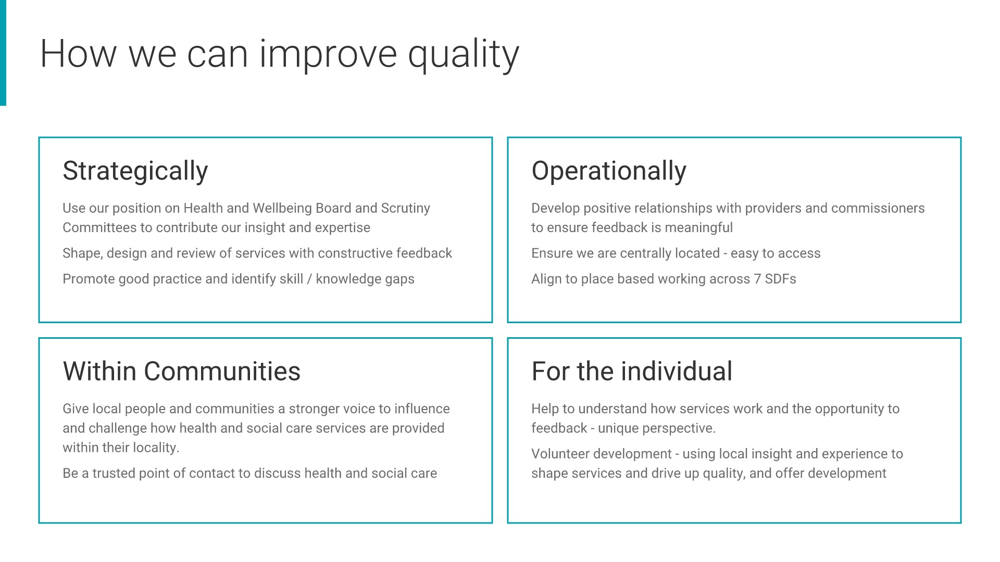 How we can improve quality
Strategically
Use our position on Health and Wellbeing Board and Scrutiny
Committees to contribute our insight and expertise
Shape, design and review of services with constructive feedback
Promote good practice and identify skill / knowledge gaps
Operationally
Develop positive relationships with providers and commissioners
to ensure feedback is meaningful
Ensure we are centrally located - easy to access
Align to place based working across 7 SDFs
Within Communities
Give local people and communities a stronger voice to influence
and challenge how health and social care services are provided
within their locality.
Be a trusted point of contact to discuss health and social care
For the individual
Help to understand how services work and the opportunity to
feedback - unique perspective.
Volunteer development - using local insight and experience to
shape services and drive up quality, and offer development